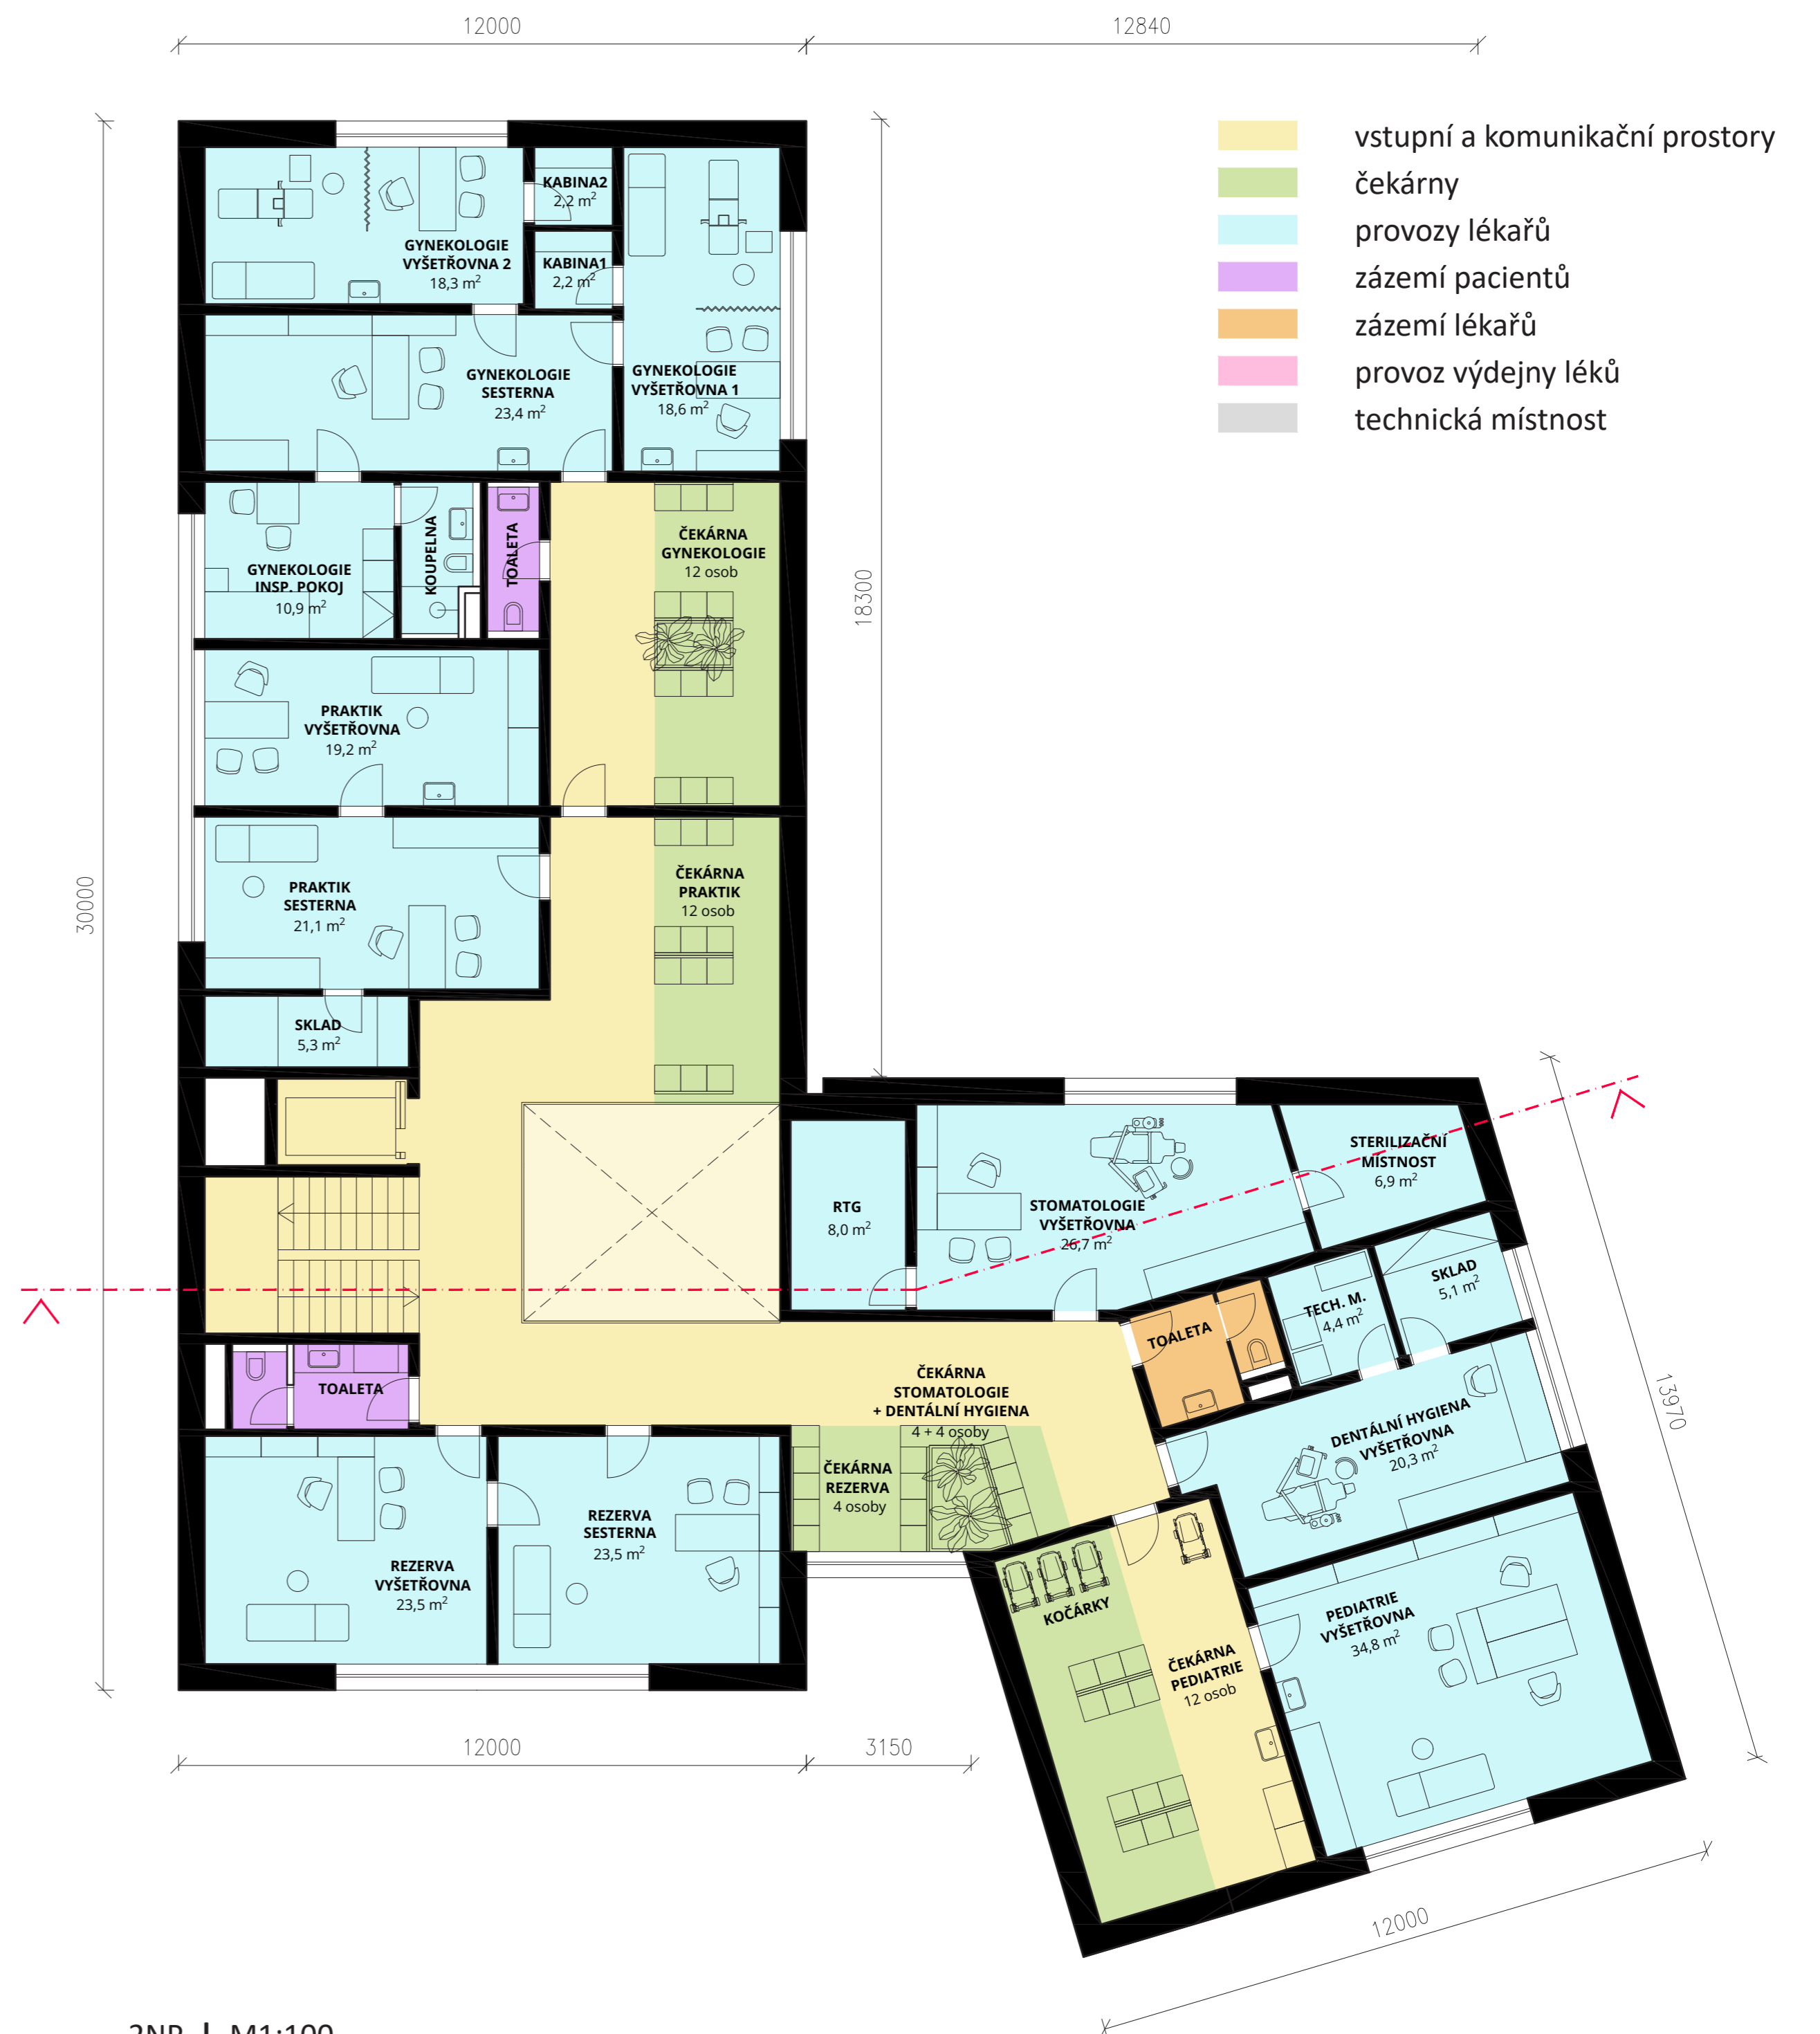 12000
12840
vstupní a komunikační prostory
čekárny
provozy lékařů
zázemí pacientů
zázemí lékařů
provoz výdejny léků
technická místnost
KABINA2
2,2 m²
GYNEKOLOGIE
VYŠETŘOVNA 2
18,3 m²
KABINA1
2,2 m²
GYNEKOLOGIE
SESTERNA
23,4 m²
GYNEKOLOGIE
VYŠETŘOVNA 1
18,6 m²
GYNEKOLOGIE
INSP. POKOJ
10,9 m²
KOUPELNA
TOALETA
ČEKÁRNA
GYNEKOLOGIE
12 osob
18300
PRAKTIK
VYŠETŘOVNA
19,2 m²
30000
PRAKTIK
SESTERNA
21,1 m²
ČEKÁRNA
PRAKTIK
12 osob
SKLAD
5,3 m²
RTG
8,0 m²
STOMATOLOGIE
VYŠETŘOVNA
26,7 m²
STERILIZAČNÍ
MÍSTNOST
6,9 m²
SKLAD
5,1 m²
TECH. M.
4,4 m²
TOALETA
TOALETA
ČEKÁRNA
STOMATOLOGIE
+ DENTÁLNÍ HYGIENA
4 + 4 osoby
13970
DENTÁLNÍ HYGIENA
VYŠETŘOVNA
20,3 m²
ČEKÁRNA
REZERVA
4 osoby
REZERVA
SESTERNA
23,5 m²
REZERVA
VYŠETŘOVNA
23,5 m²
KOČÁRKY
PEDIATRIE
VYŠETŘOVNA
34,8 m²
ČEKÁRNA
PEDIATRIE
12 osob
12000
3150
12000
M1:100